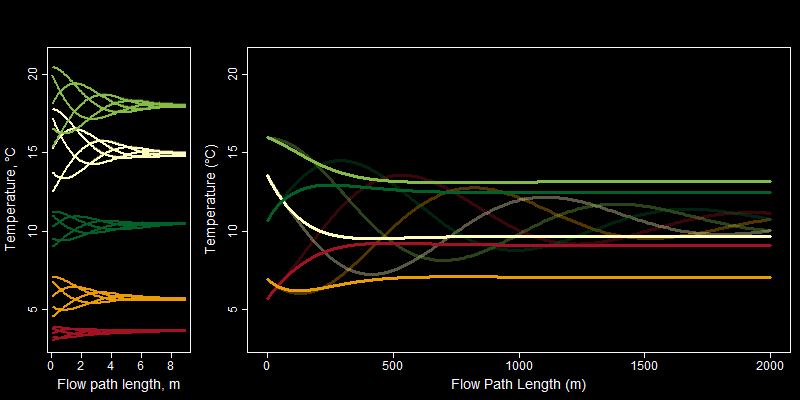 Temperature, °C
20
15
10
5
0 2 4 6 8
Flow path length, m
Temperature (°C)
20
15
10
5
0 500 1000 1500 2000
Flow Path Length (m)